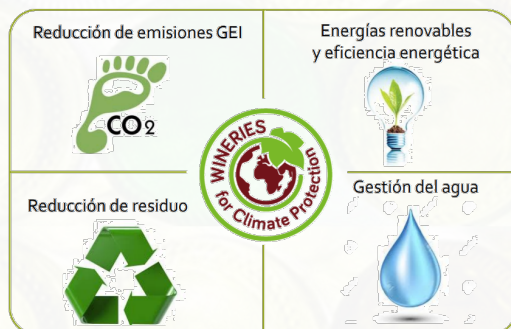 Reducción de emisiones GEI
CO2
Energías renovables
y eficiencia energética
WINERIES
for Climate Protection
Reducción de residuo
Gestión del agua